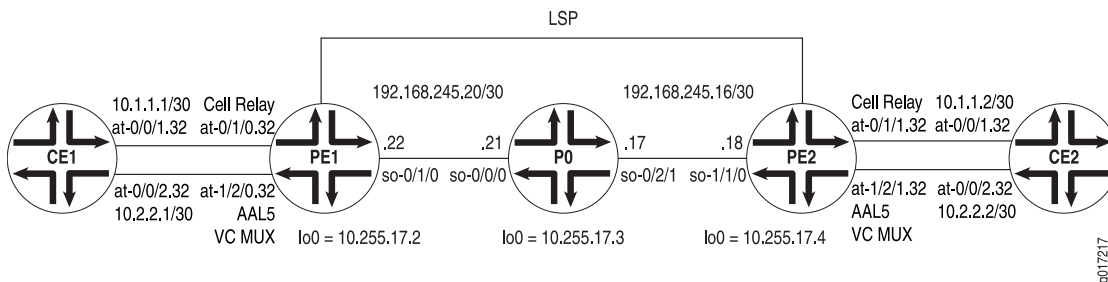 LSP
192.168.245.20/30
192.168.245.16/30
10.1.1.1/30 Cell Relay
at-0/0/1.32 at-0/1/0.32
Cell Relay 10.1.1.2/30
at-0/1/1.32 at-0/0/1.32
CE1
PE1
.22
.21
P0
.17
.18
PE2
CE2
so-0/1/0
so-0/0/0
so-0/2/1
so-1/1/0
at-0/0/2.32 at-1/2/0.32
10.2.2.1/30 AAL5
VC MUX
at-1/2/1.32 at-0/0/2.32
AAL5 10.2.2.2/30
VC MUX
lo0 = 10.255.17.2
lo0 = 10.255.17.3
lo0 = 10.255.17.4
g017217